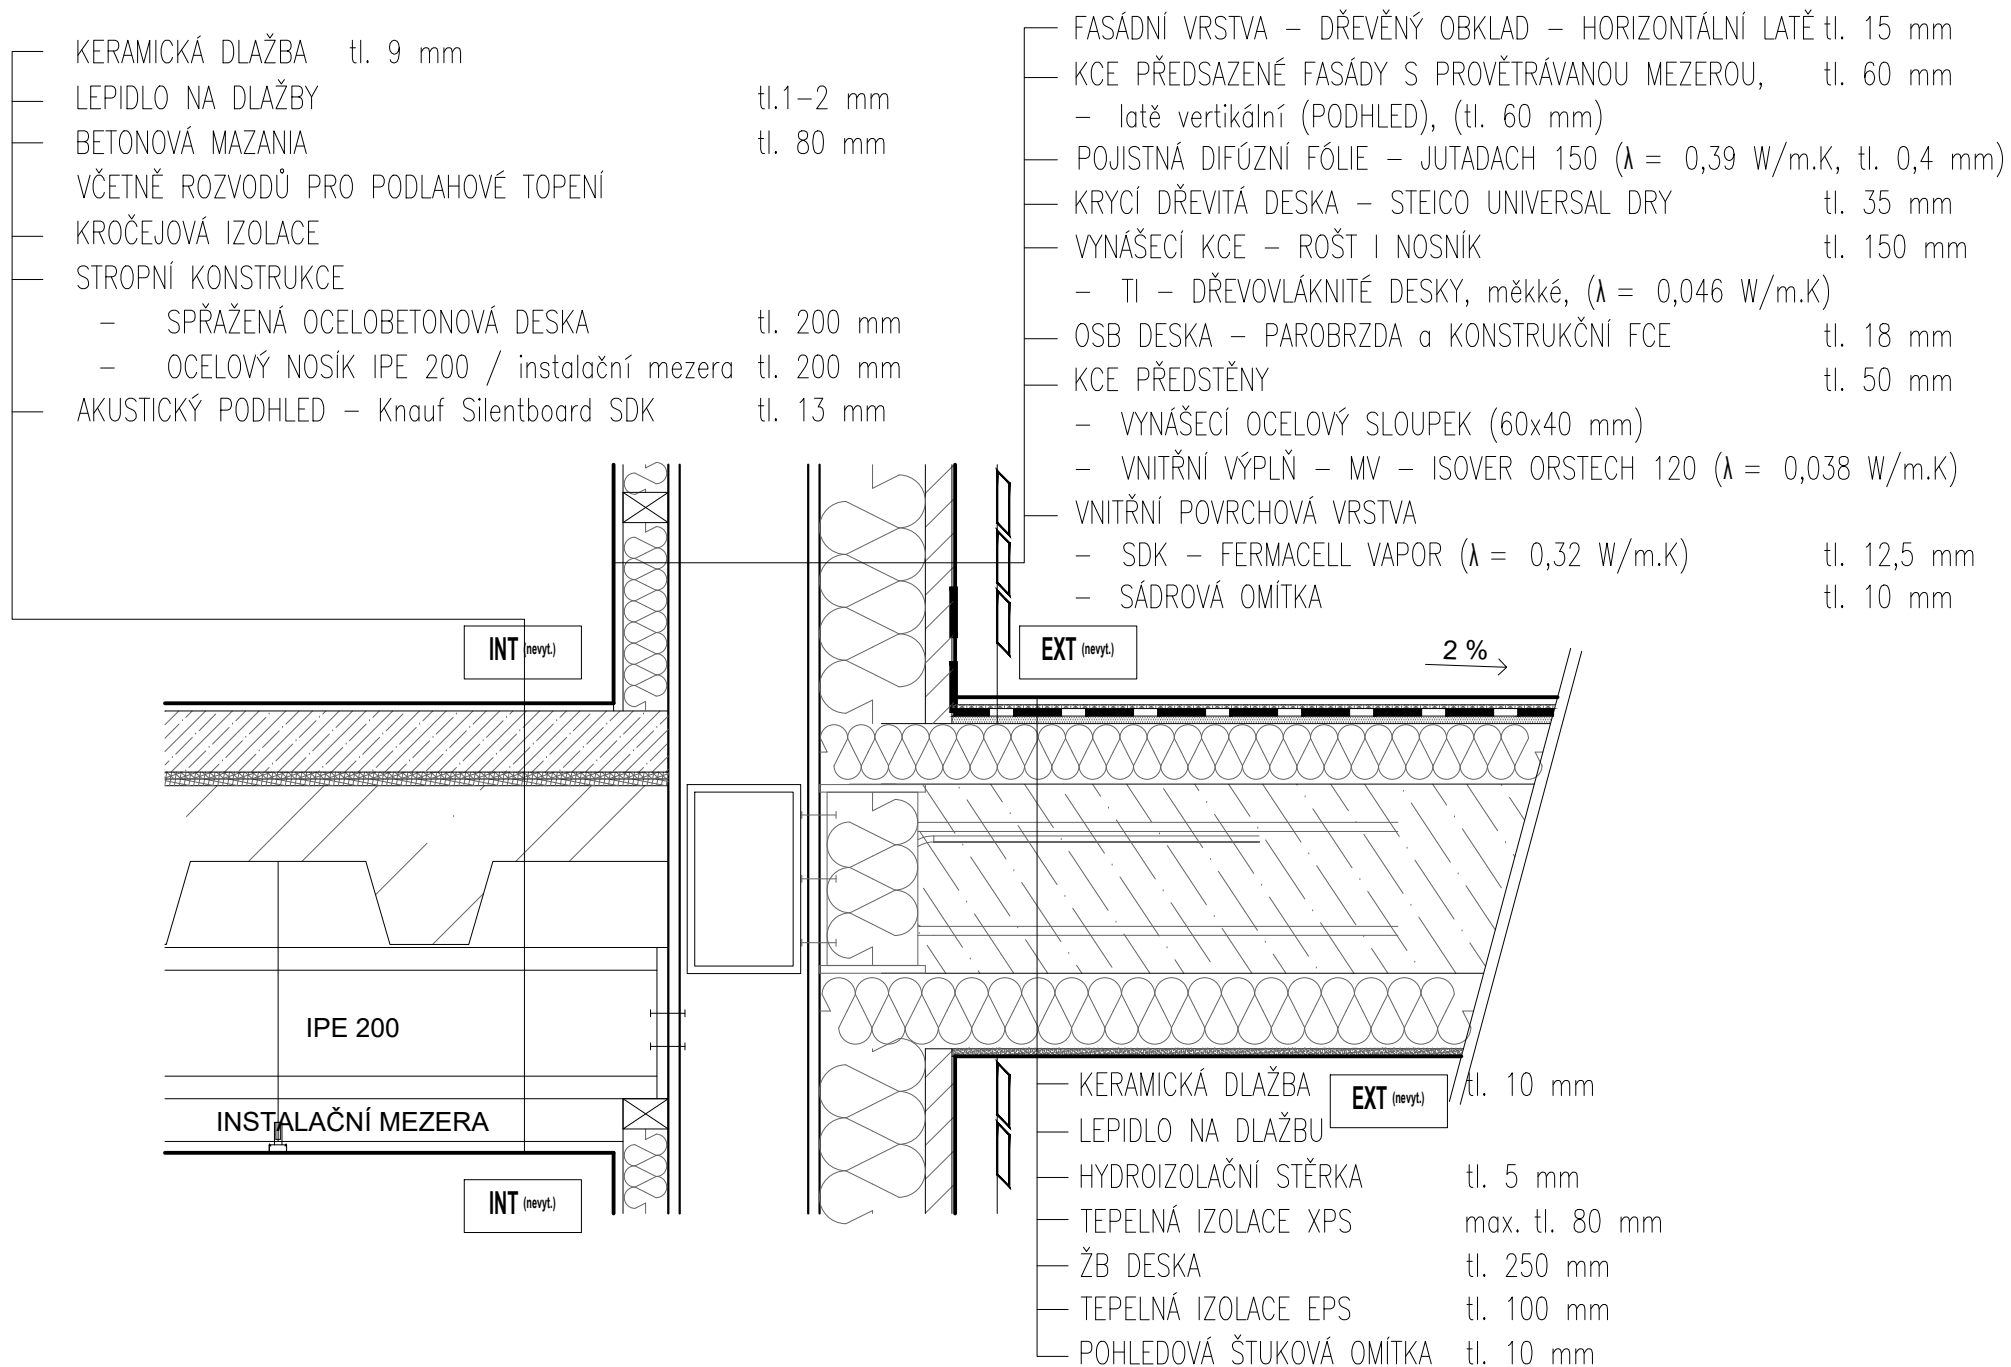 KERAMICKÁ DLAŽBA tl. 9 mm
LEPIDLO NA DLAŽBY tl.1-2 mm
BETONOVÁ MAZANIA tl. 80 mm
VČETNĚ ROZVODŮ PRO PODLAHOVÉ TOPENÍ
KROČEJOVÁ IZOLACE
STROPNÍ KONSTRUKCE
- SPŘAŽENÁ OCELOBETONOVÁ DESKA tl. 200 mm
- OCELOVÝ NOSÍK IPE 200 / instalační mezera tl. 200 mm
AKUSTICKÝ PODHLED - Knauf Silentboard SDK tl. 13 mm
FASÁDNÍ VRSTVA - DŘEVĚNÝ OBKLAD - HORIZONTÁLNÍ LATĚ tl. 15 mm
KCE PŘEDSAZENÉ FASÁDY S PROVĚTRÁVANOU MEZEROU, tl. 60 mm
- latě vertikální (PODHLED), (tl. 60 mm)
POJISTNÁ DIFÚZNÍ FÓLIE - JUTADACH 150 (λ = 0,39 W/m.K, tl. 0,4 mm)
KRYCÍ DŘEVITÁ DESKA - STEICO UNIVERSAL DRY tl. 35 mm
VYNÁŠECÍ KCE - ROŠT I NOSNÍK tl. 150 mm
- TI - DŘEVOVLÁKNITÉ DESKY, měkké, (λ = 0,046 W/m.K)
OSB DESKA - PAROBRZDA a KONSTRUKČNÍ FCE tl. 18 mm
KCE PŘEDSTĚNY tl. 50 mm
- VYNÁŠECÍ OCELOVÝ SLOUPEK (60x40 mm)
- VNITŘNÍ VÝPLŇ - MV - ISOVER ORSTECH 120 (λ = 0,038 W/m.K)
VNITŘNÍ POVRCHOVÁ VRSTVA
- SDK - FERMACELL VAPOR (λ = 0,32 W/m.K) tl. 12,5 mm
- SÁDROVÁ OMÍTKA tl. 10 mm
INT (nevyt.)
EXT (nevyt.)
2 %
IPE 200
INSTALAČNÍ MEZERA
INT (nevyt.)
EXT (nevyt.)
KERAMICKÁ DLAŽBA tl. 10 mm
LEPIDLO NA DLAŽBU
HYDROIZOLAČNÍ STĚRKA tl. 5 mm
TEPELNÁ IZOLACE XPS max. tl. 80 mm
ŽB DESKA tl. 250 mm
TEPELNÁ IZOLACE EPS tl. 100 mm
POHLEDOVÁ ŠTUKOVÁ OMÍTKA tl. 10 mm